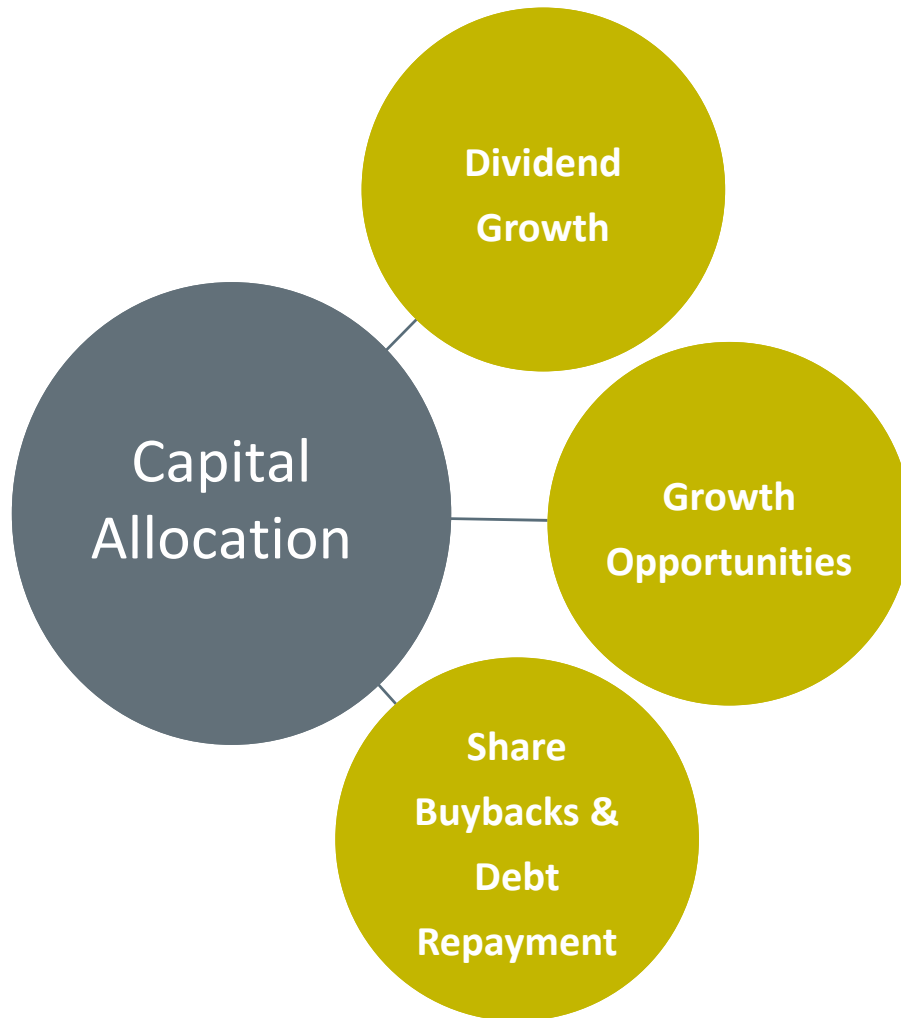 Dividend
Growth
Capital
Allocation
Growth
Opportunities
Share
Buybacks &
Debt
Repayment